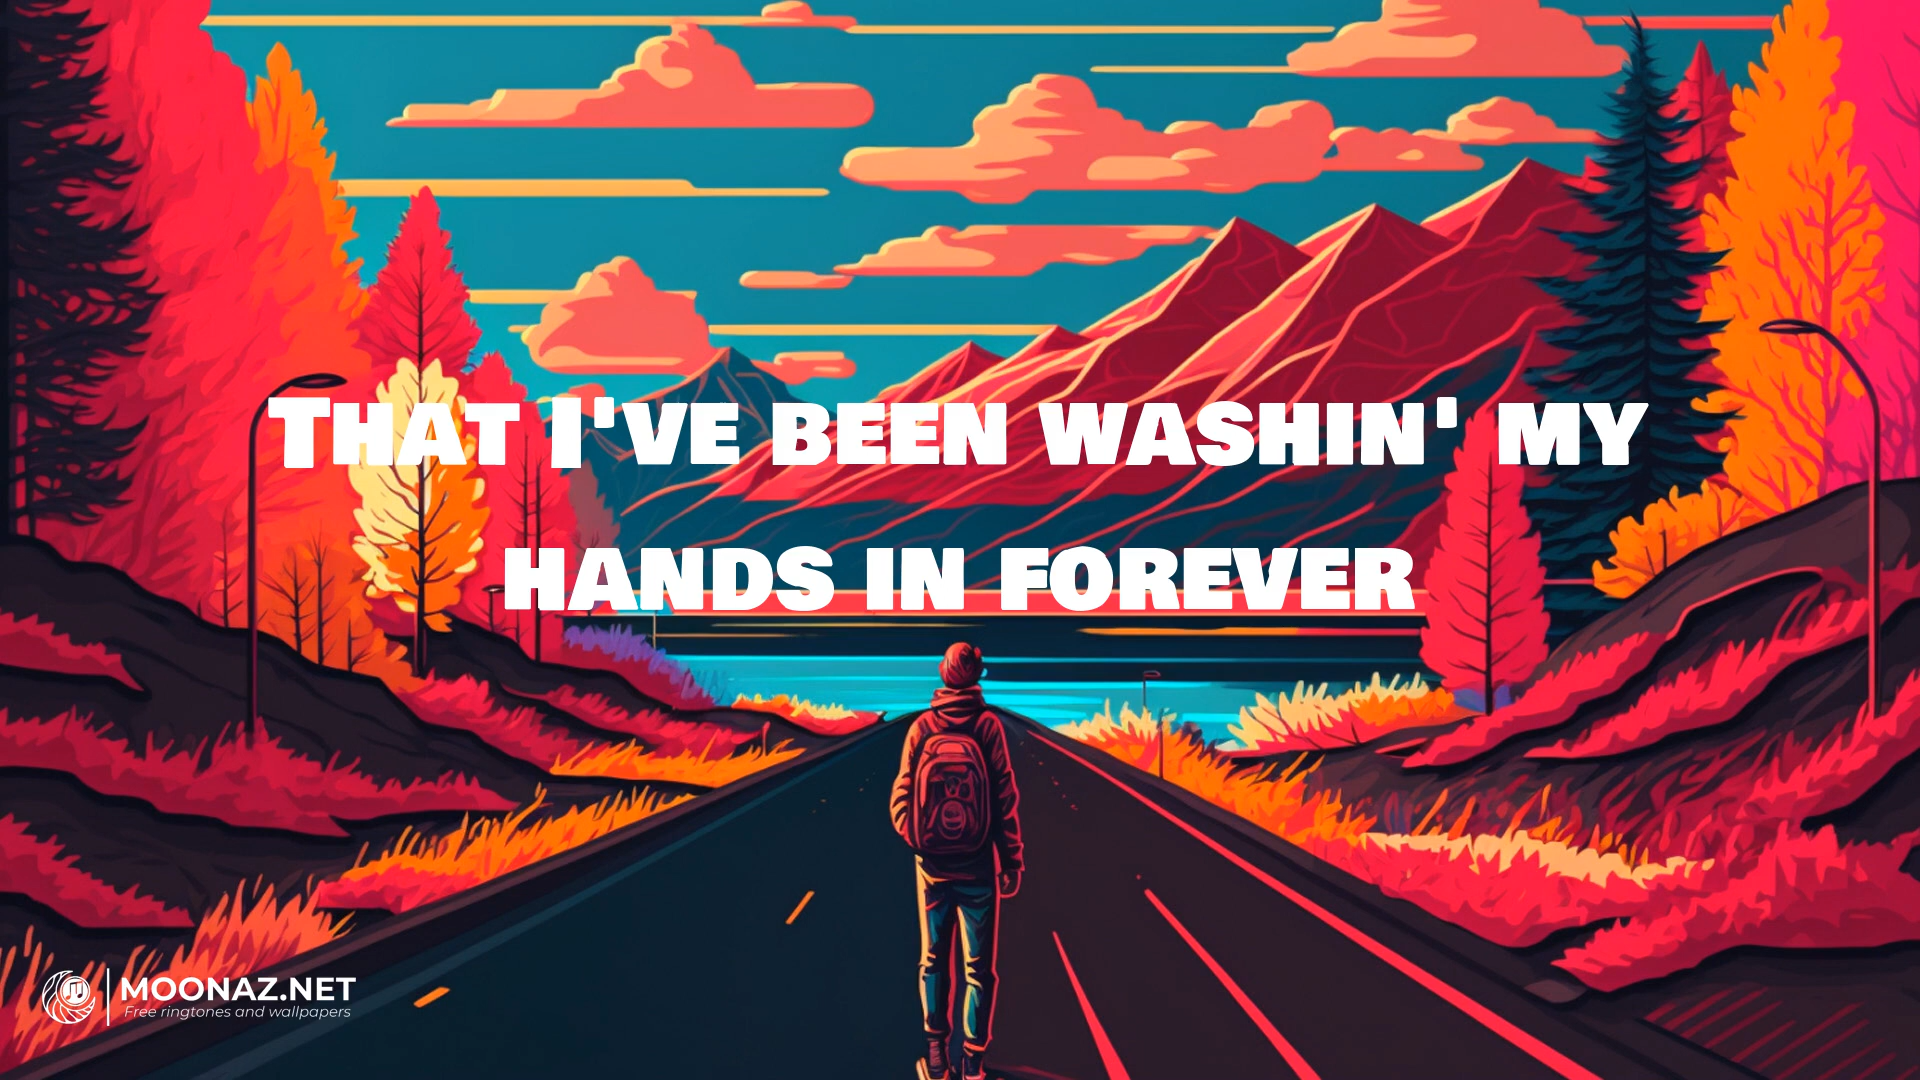 That I've been washin' my
hands in forever
MOONAZ.NET
Free ringtones and wallpapers